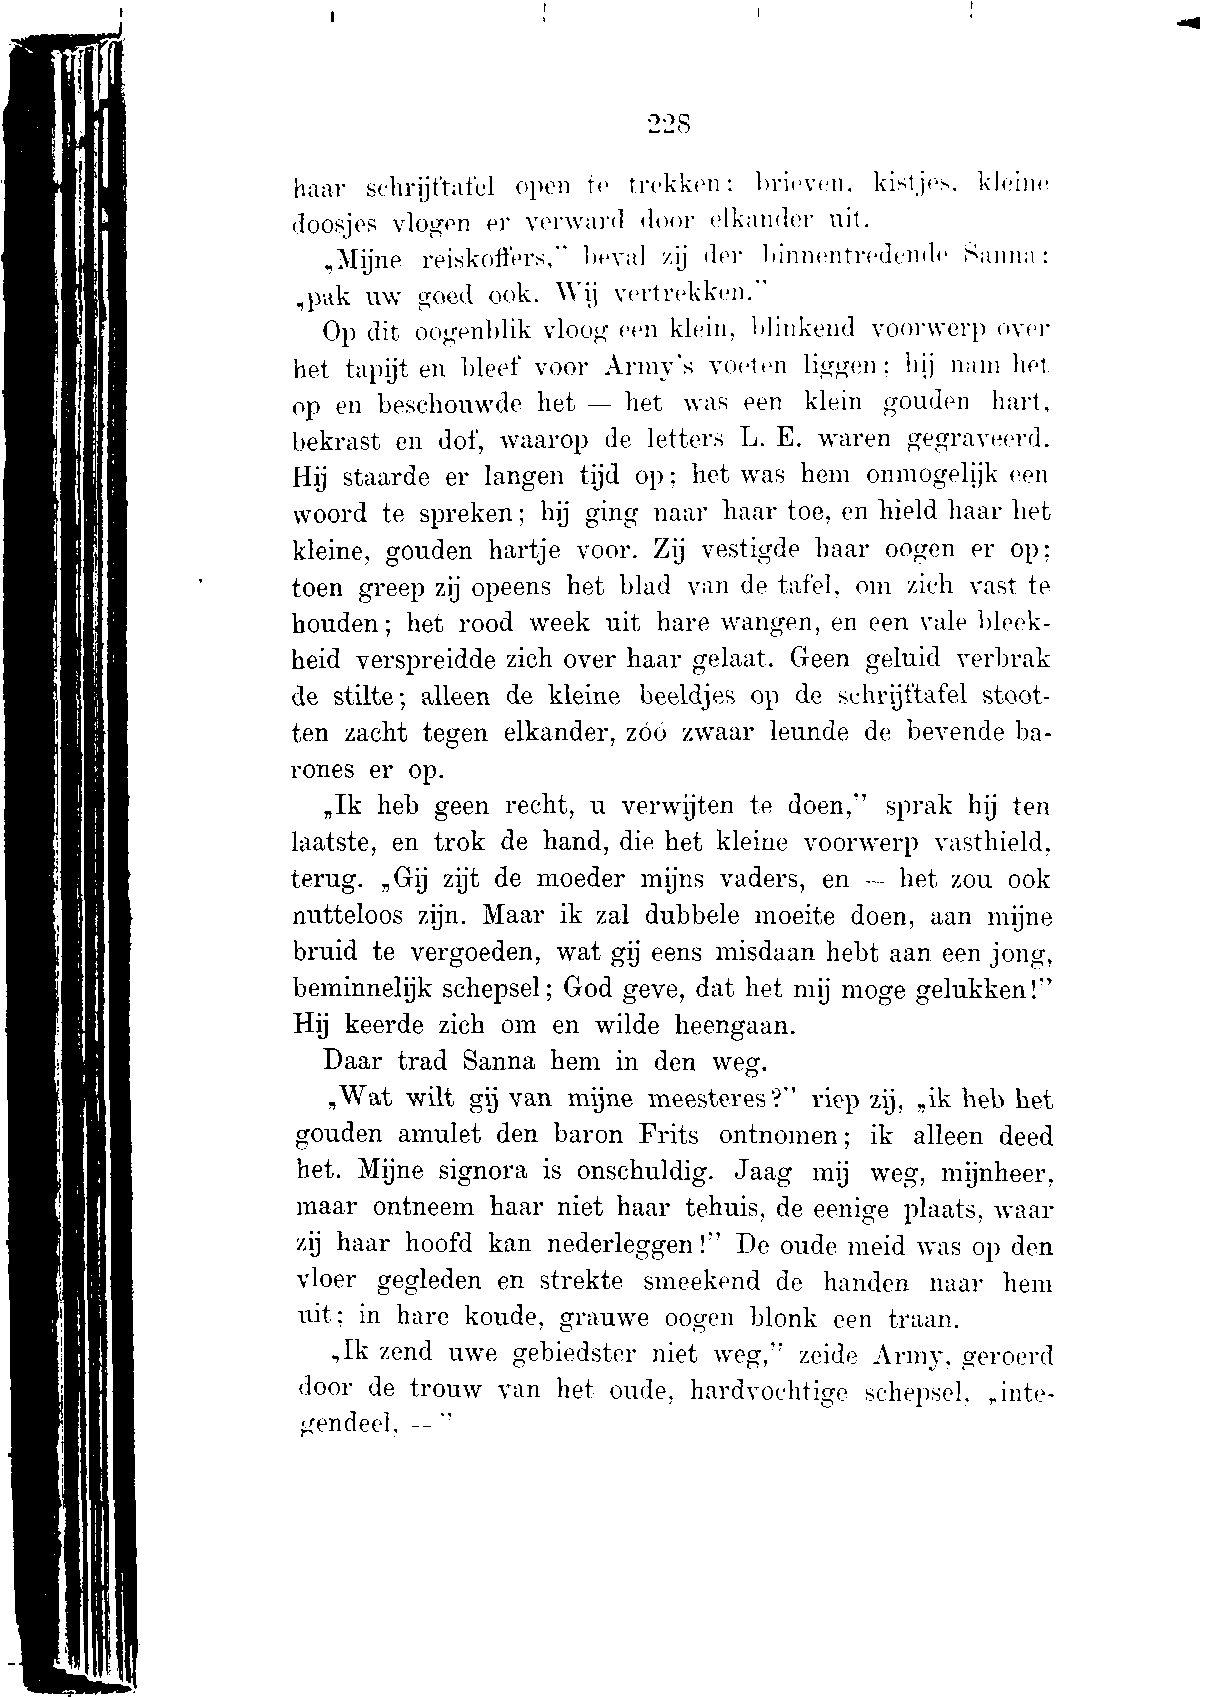 228
haar schrijftafel open te trekken: brieven, kistjes, kleine
doosjes vlogen er verward door elkander uit.
„Mijne reiskoffers,” beval zij der binnentredende Sanna:
„pak uw goed ook. Wij vertrekken.”
Op dit oogenblik vloog een klein, blinkend voorwerp over
het tapijt en bleef voor Army's voeten liggen; hij nam het
op en beschouwde het — het was een klein gouden hart,
bekrast en dof, waarop de letters L. E. waren gegraveerd.
Hij staarde er langen tijd op; het was hem onmogelijk een
woord te spreken; hij ging naar haar toe, en hield haar het
kleine, gouden hartje voor. Zij vestigde haar oogen er op;
toen greep zij opeens het blad van de tafel, om zich vast te
houden; het rood week uit hare wangen, en een vale bleek-
heid verspreidde zich over haar gelaat. Geen geluid verbrak
de stilte; alleen de kleine beeldjes op de schrijftafel stoot-
ten zacht tegen elkander, zóó zwaar leunde de bevende ba-
rones er op.
„Ik heb geen recht, u verwijten te doen,” sprak hij ten
laatste, en trok de hand, die het kleine voorwerp vasthield,
terug. „Gij zijt de moeder mijns vaders, en — het zou ook
nutteloos zijn. Maar ik zal dubbele moeite doen, aan mijne
bruid te vergoeden, wat gij eens misdaan hebt aan een jong,
beminnelijk schepsel; God geve, dat het mij moge gelukken!”
Hij keerde zich om en wilde heengaan.
Daar trad Sanna hem in den weg.
„Wat wilt gij van mijne meesteres?” riep zij, „ik heb het
gouden amulet den baron Frits ontnomen; ik alleen deed
het. Mijne signora is onschuldig. Jaag mij weg, mijnheer,
maar ontneem haar niet haar tehuis, de eenige plaats, waar
zij haar hoofd kan nederleggen!” De oude meid was op den
vloer gegleden en strekte smeekend de handen naar hem
uit; in hare koude, grauwe oogen blonk een traan.
„Ik zend uwe gebiedster niet weg,” zeide Army, geroerd
door de trouw van het oude, hardvochtige schepsel, „inte-
gendeel, — ”